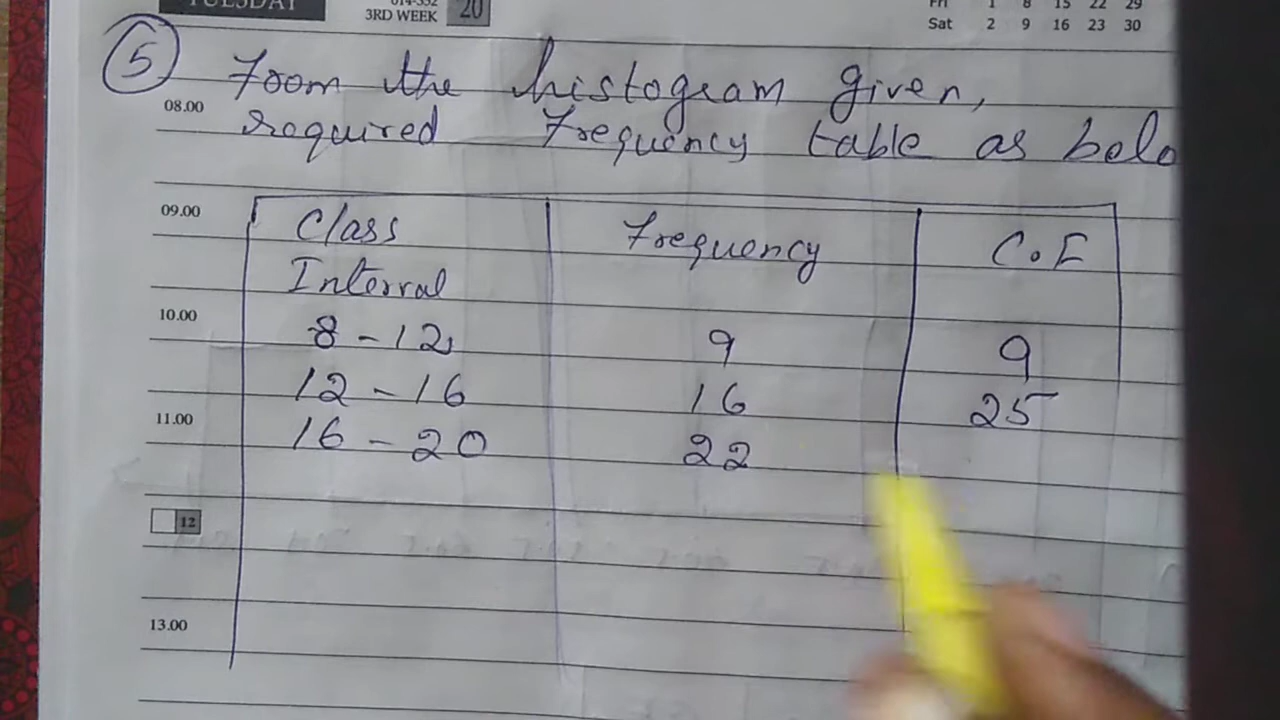 TUESDAY
3RD WEEK
20
Fri 1 8 15 22 29
Sat 2 9 16 23 30
5 From the histogram given,
08.00
required Frequency table as belo
09.00
Class Interval Frequency C.F
10.00
8 - 12 9 9
12 - 16 16 25
11.00
16 - 20 22
12
13.00